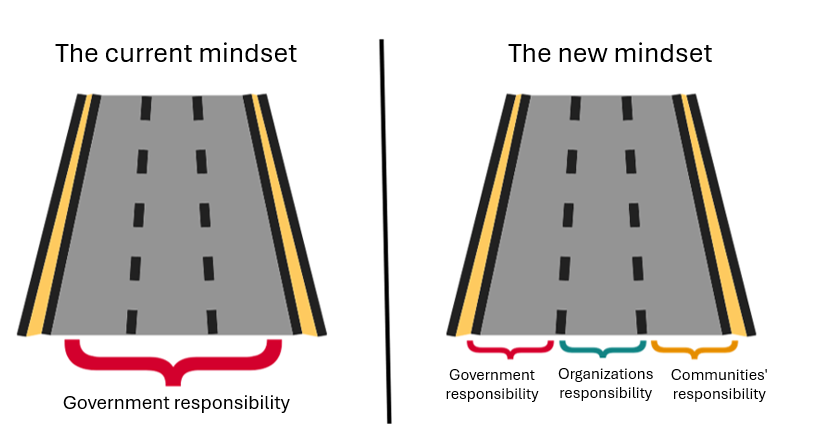 The current mindset
The new mindset
Government responsibility
Government
responsibility
Organizations
responsibility
Communities'
responsibility